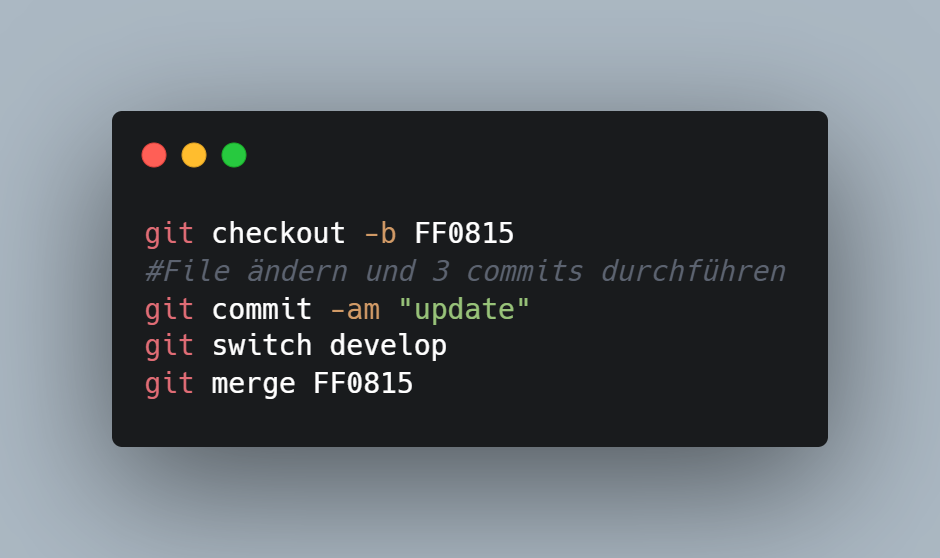 git checkout -b FF0815
#File ändern und 3 commits durchführen
git commit -am "update"
git switch develop
git merge FF0815